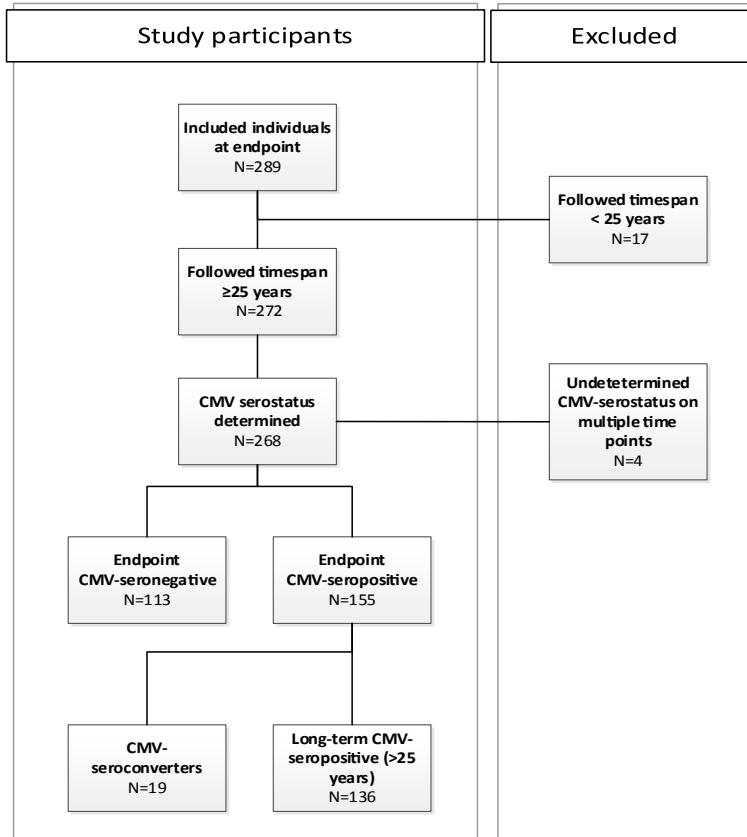 Study participants
Excluded
Included individuals
at endpoint
N=289
Followed timespan
< 25 years
N=17
Followed timespan
≥25 years
N=272
CMV serostatus
determined
N=268
Undetetermined
CMV-serostatus on
multiple time
points
N=4
Endpoint
CMV-seronegative
N=113
Endpoint
CMV-seropositive
N=155
CMV-
seroconverters
N=19
Long-term CMV-
seropositive (>25
years)
N=136